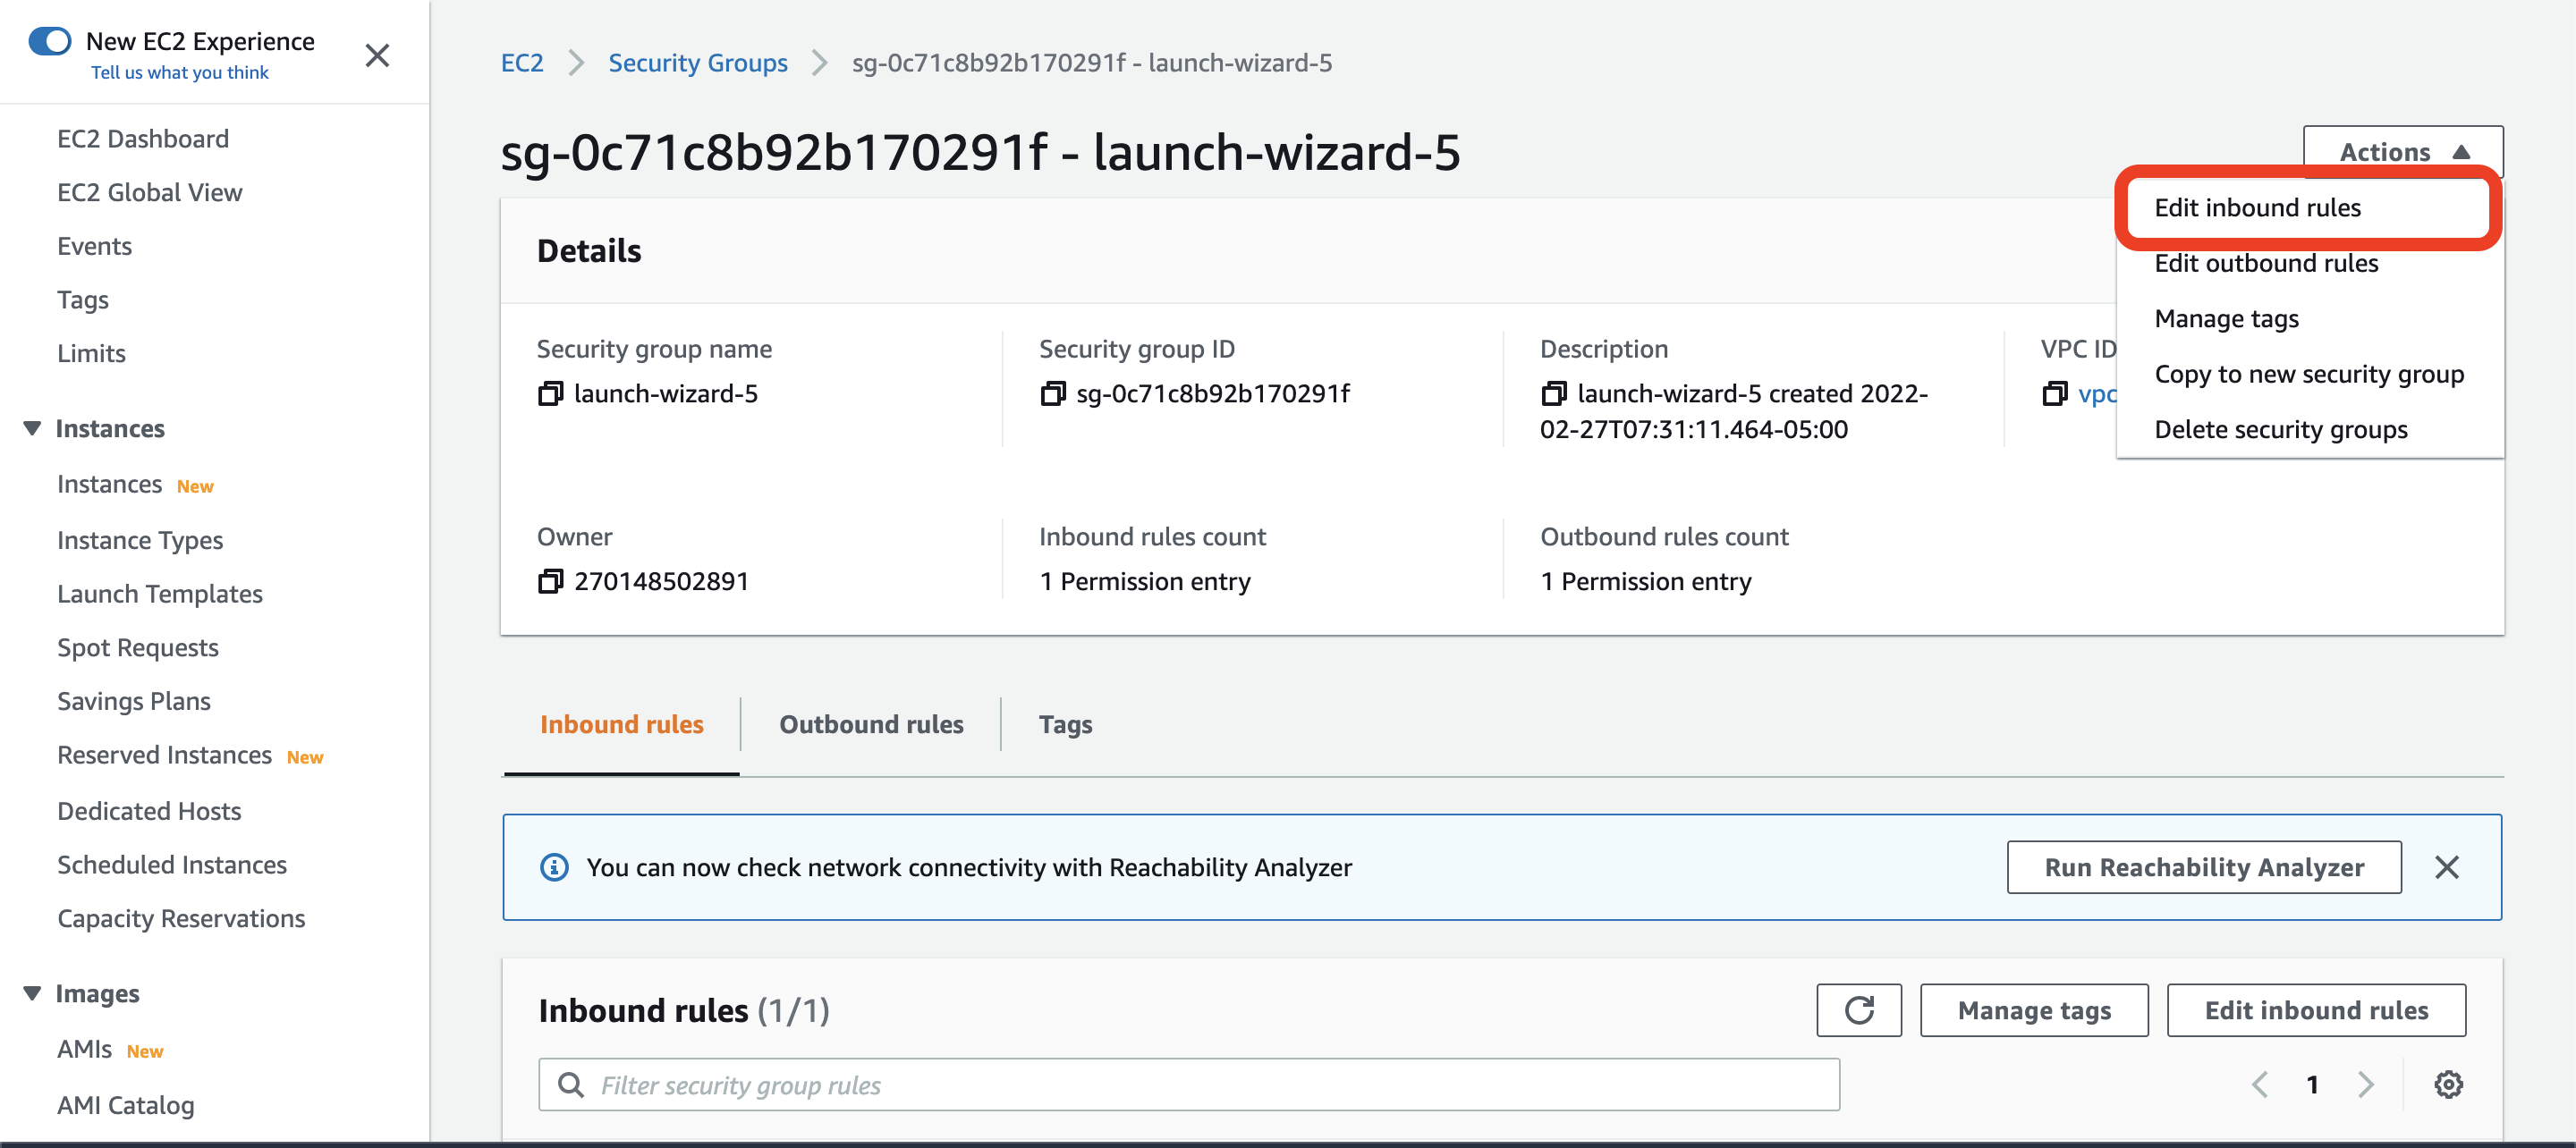 New EC2 Experience
Tell us what you think
EC2 Dashboard
EC2 Global View
Events
Tags
Limits
Instances
Instances New
Instance Types
Launch Templates
Spot Requests
Savings Plans
Reserved Instances New
Dedicated Hosts
Scheduled Instances
Capacity Reservations
Images
AMIs New
AMI Catalog
EC2 > Security Groups > sg-0c71c8b92b170291f - launch-wizard-5
sg-0c71c8b92b170291f - launch-wizard-5
Actions
Edit inbound rules
Edit outbound rules
Manage tags
Copy to new security group
Delete security groups
Details
Security group name
launch-wizard-5
Security group ID
sg-0c71c8b92b170291f
Description
launch-wizard-5 created 2022-
02-27T07:31:11.464-05:00
VPC ID
vpc
Owner
270148502891
Inbound rules count
1 Permission entry
Outbound rules count
1 Permission entry
Inbound rules
Outbound rules
Tags
You can now check network connectivity with Reachability Analyzer
Run Reachability Analyzer
Inbound rules (1/1)
Manage tags
Edit inbound rules
Filter security group rules
1